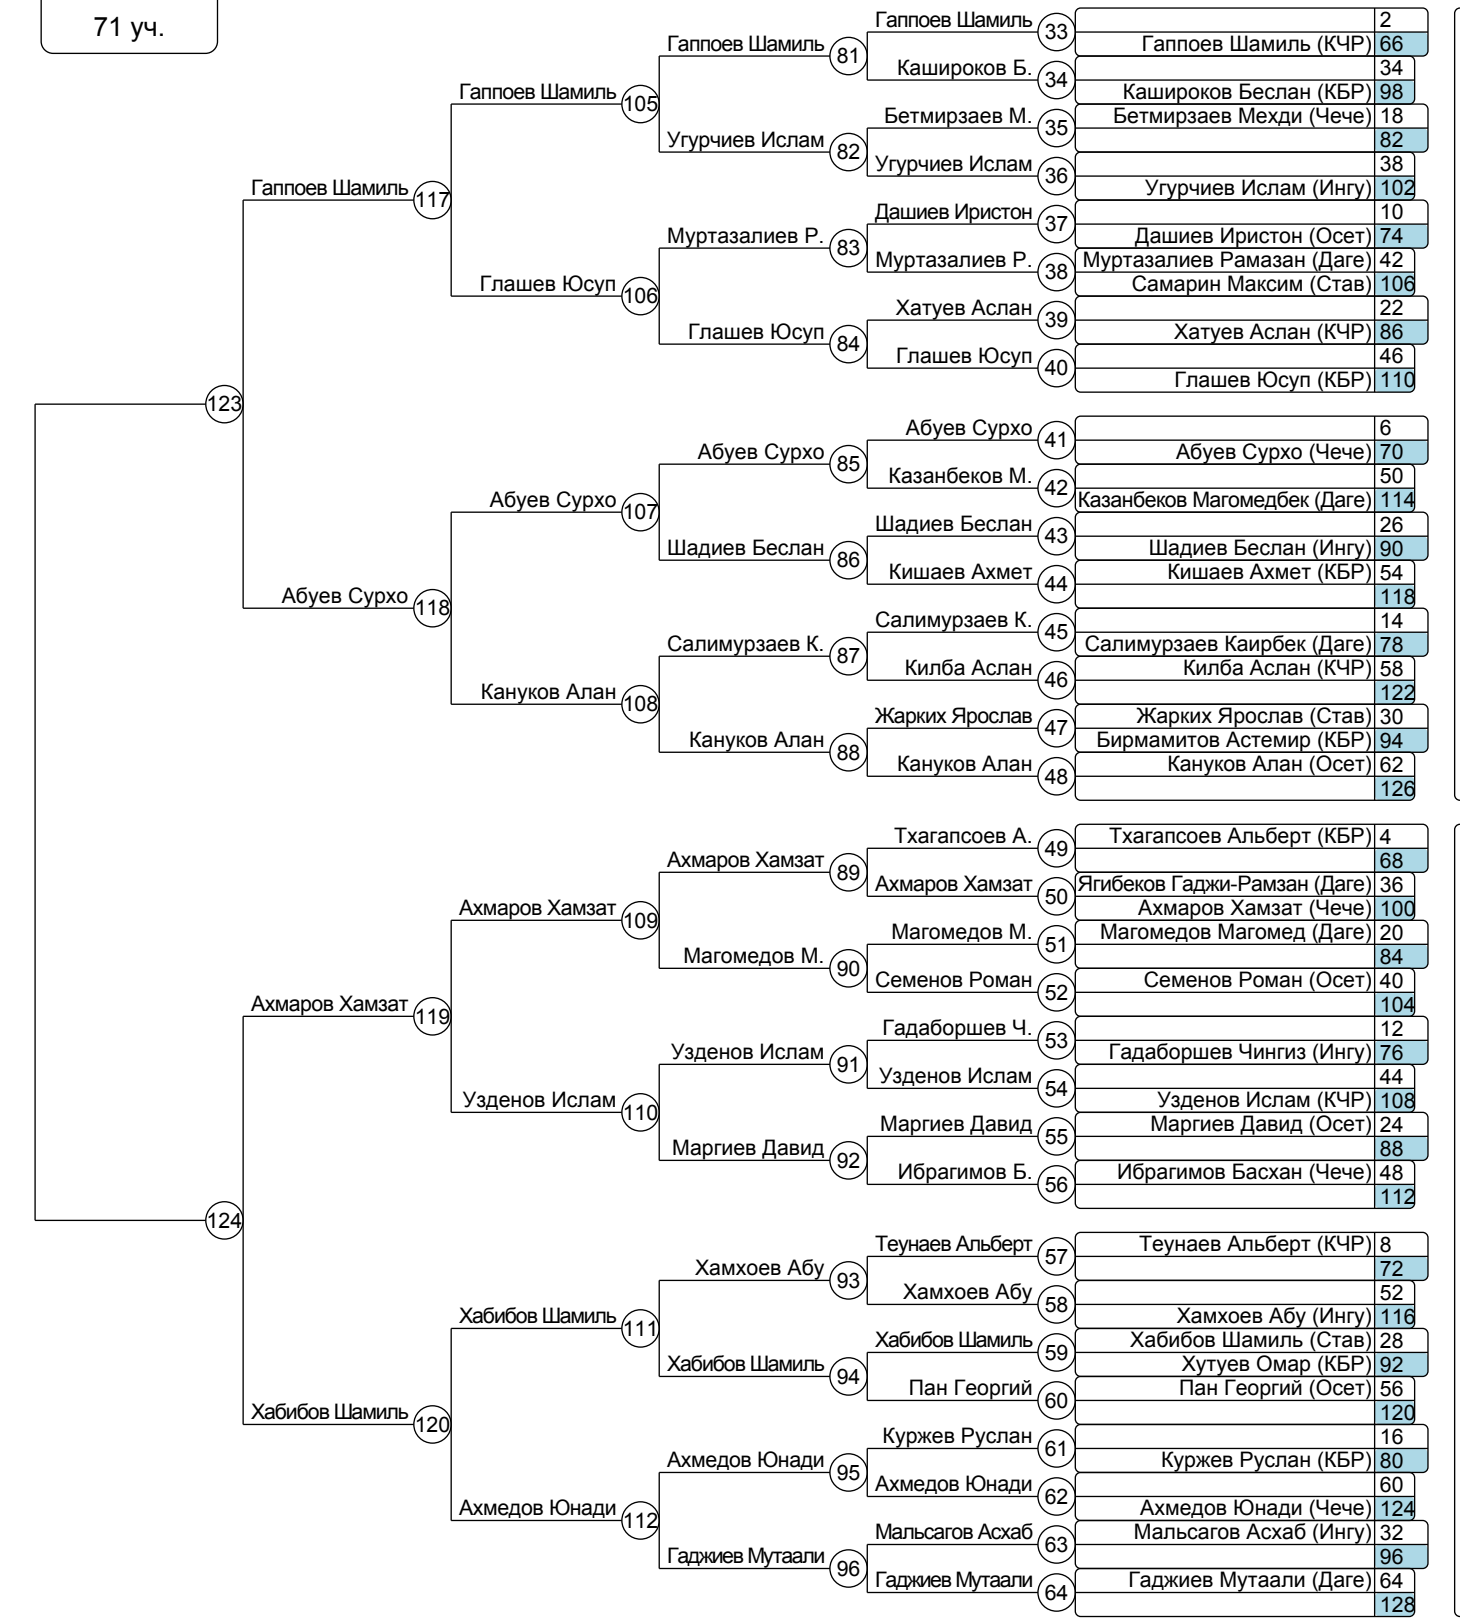 71 уч.
Гаппоев Шамиль 33 2
Гаппоев Шамиль 81 Гаппоев Шамиль (КЧР) 66
Кашироков Б. 34 34
Гаппоев Шамиль 105 Кашироков Беслан (КБР) 98
Бетмирзаев М. 35 Бетмирзаев Мехди (Чече) 18
Угурчиев Ислам 82 82
Угурчиев Ислам 36 38
Гаппоев Шамиль 117 Угурчиев Ислам (Ингу) 102
Дашиев Иристон 37 10
Муртазалиев Р. 83 Дашиев Иристон (Осет) 74
Муртазалиев Р. 38 Муртазалиев Рамазан (Даге) 42
Глашев Юсуп 106 Самарин Максим (Став) 106
Хатуев Аслан 39 22
Глашев Юсуп 84 Хатуев Аслан (КЧР) 86
Глашев Юсуп 40 46
Глашев Юсуп (КБР) 110
123
Абуев Сурхо 41 6
Абуев Сурхо 85 Абуев Сурхо (Чече) 70
Казанбеков М. 42 50
Абуев Сурхо 107 Казанбеков Магомедбек (Даге) 114
Шадиев Беслан 43 26
Шадиев Беслан 86 Шадиев Беслан (Ингу) 90
Кишаев Ахмет 44 Кишаев Ахмет (КБР) 54
Абуев Сурхо 118 118
Салимурзаев К. 45 14
Салимурзаев К. 87 Салимурзаев Каирбек (Даге) 78
Килба Аслан 46 Килба Аслан (КЧР) 58
Кануков Алан 108 122
Жарких Ярослав 47 Жарких Ярослав (Став) 30
Кануков Алан 88 Бирмамитов Астемир (КБР) 94
Кануков Алан 48 Кануков Алан (Осет) 62
126
Тхагапсоев А. 49 Тхагапсоев Альберт (КБР) 4
Ахмаров Хамзат 89 68
Ахмаров Хамзат 50 Ягибеков Гаджи-Рамзан (Даге) 36
Ахмаров Хамзат 109 Ахмаров Хамзат (Чече) 100
Магомедов М. 51 Магомедов Магомед (Даге) 20
Магомедов М. 90 84
Семенов Роман 52 Семенов Роман (Осет) 40
Ахмаров Хамзат 119 104
Гадаборшев Ч. 53 12
Узденов Ислам 91 Гадаборшев Чингиз (Ингу) 76
Узденов Ислам 54 44
Узденов Ислам 110 Узденов Ислам (КЧР) 108
Маргиев Давид 55 Маргиев Давид (Осет) 24
Маргиев Давид 92 88
Ибрагимов Б. 56 Ибрагимов Басхан (Чече) 48
112
124
Теунаев Альберт 57 Теунаев Альберт (КЧР) 8
Хамхоев Абу 93 72
Хамхоев Абу 58 52
Хабибов Шамиль 111 Хамхоев Абу (Ингу) 116
Хабибов Шамиль 59 Хабибов Шамиль (Став) 28
Хабибов Шамиль 94 Хутуев Омар (КБР) 92
Пан Георгий 60 Пан Георгий (Осет) 56
Хабибов Шамиль 120 120
Куржев Руслан 61 16
Ахмедов Юнади 95 Куржев Руслан (КБР) 80
Ахмедов Юнади 62 60
Ахмедов Юнади 112 Ахмедов Юнади (Чече) 124
Мальсагов Асхаб 63 Мальсагов Асхаб (Ингу) 32
Гаджиев Мутаали 96 96
Гаджиев Мутаали 64 Гаджиев Мутаали (Даге) 64
128